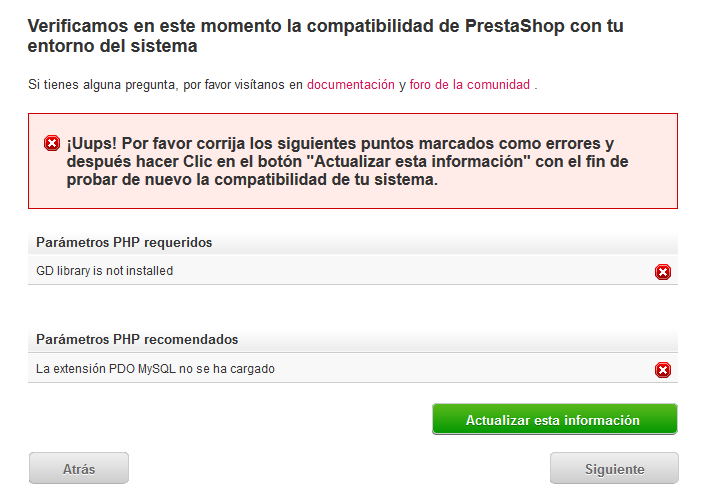 Verificamos en este momento la compatibilidad de PrestaShop con tu
entorno del sistema
Si tienes alguna pregunta, por favor visítanos en documentación y foro de la comunidad .
¡Uups! Por favor corrija los siguientes puntos marcados como errores y
después hacer Clic en el botón "Actualizar esta información" con el fin de
probar de nuevo la compatibilidad de tu sistema.
Parámetros PHP requeridos
GD library is not installed
Parámetros PHP recomendados
La extensión PDO MySQL no se ha cargado
Actualizar esta información
Atrás
Siguiente